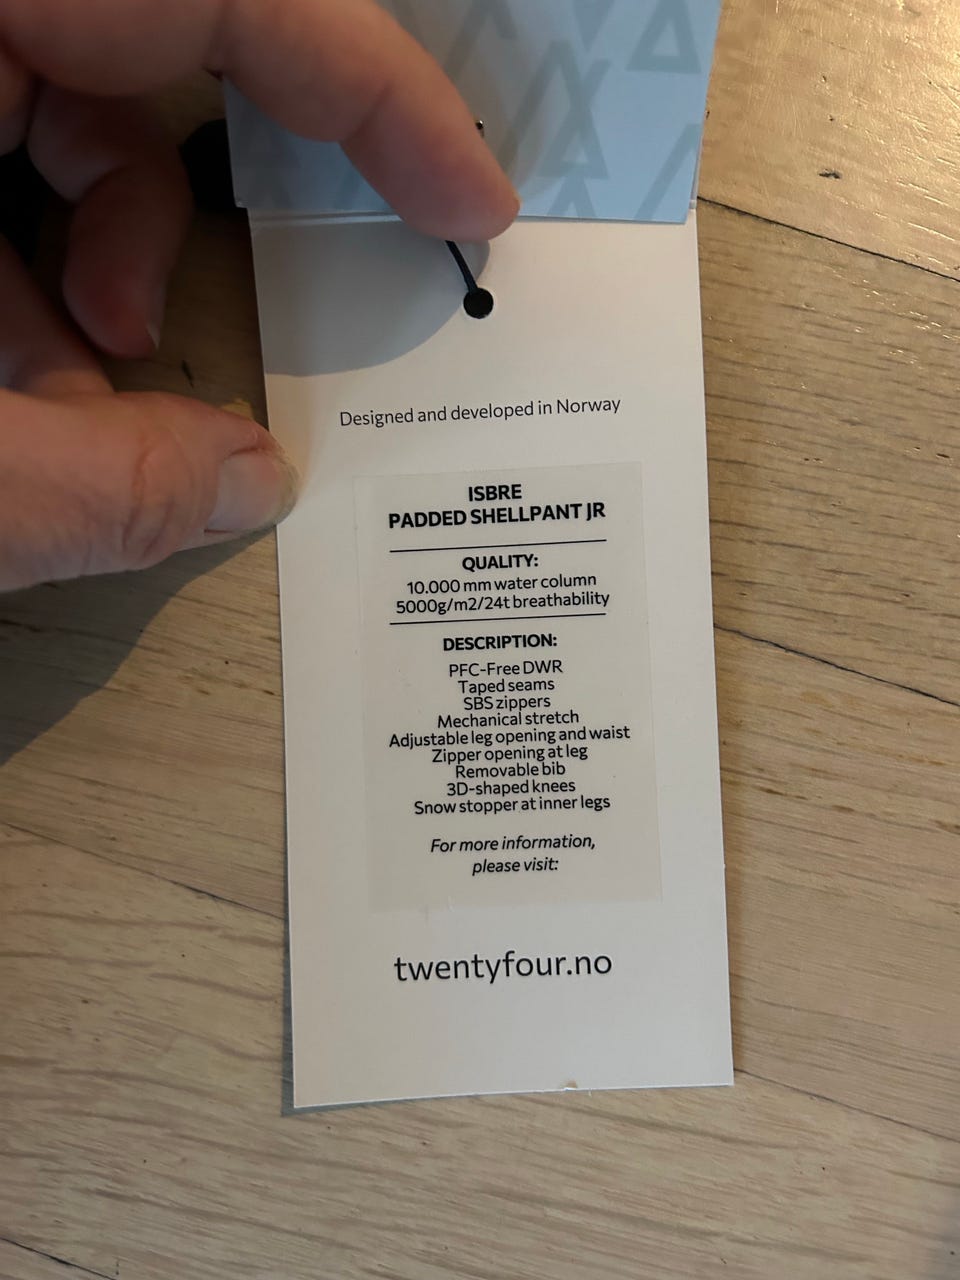 Designed and developed in Norway
ISBRE
PADDED SHELLPANT JR
QUALITY:
10.000 mm water column
5000g/m2/24t breathability
DESCRIPTION:
PFC-Free DWR
Taped seams
SBS zippers
Mechanical stretch
Adjustable leg opening and waist
Zipper opening at leg
Removable bib
3D-shaped knees
Snow stopper at inner legs
For more information,
please visit:
twentyfour.no